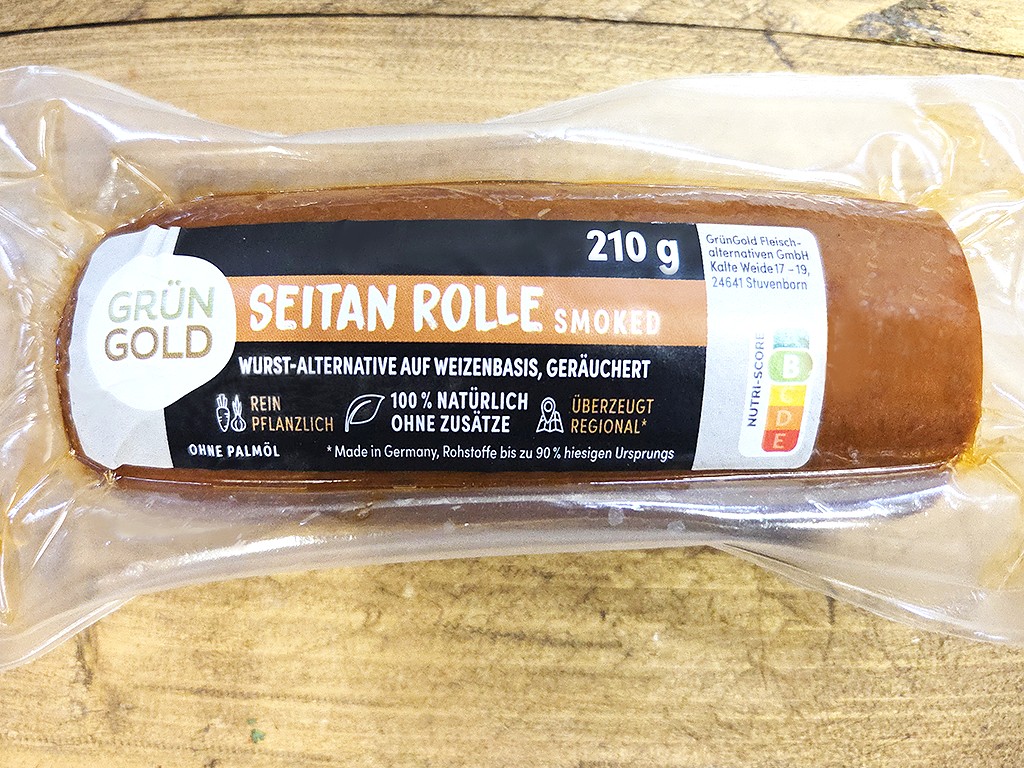 210 g
GRÜN
GOLD
SEITAN ROLLE SMOKED
WURST-ALTERNATIVE AUF WEIZENBASIS, GERÄUCHERT
REIN
PFLANZLICH
100 % NATÜRLICH
OHNE ZUSÄTZE
ÜBERZEUGT
REGIONAL*
OHNE PALMÖL
*Made in Germany, Rohstoffe bis zu 90 % hiesigen Ursprungs
GrünGold Fleisch-
alternativen GmbH
Kalte Weide 17 – 19,
24641 Stuvenborn
NUTRI-SCORE
B
C
D
E